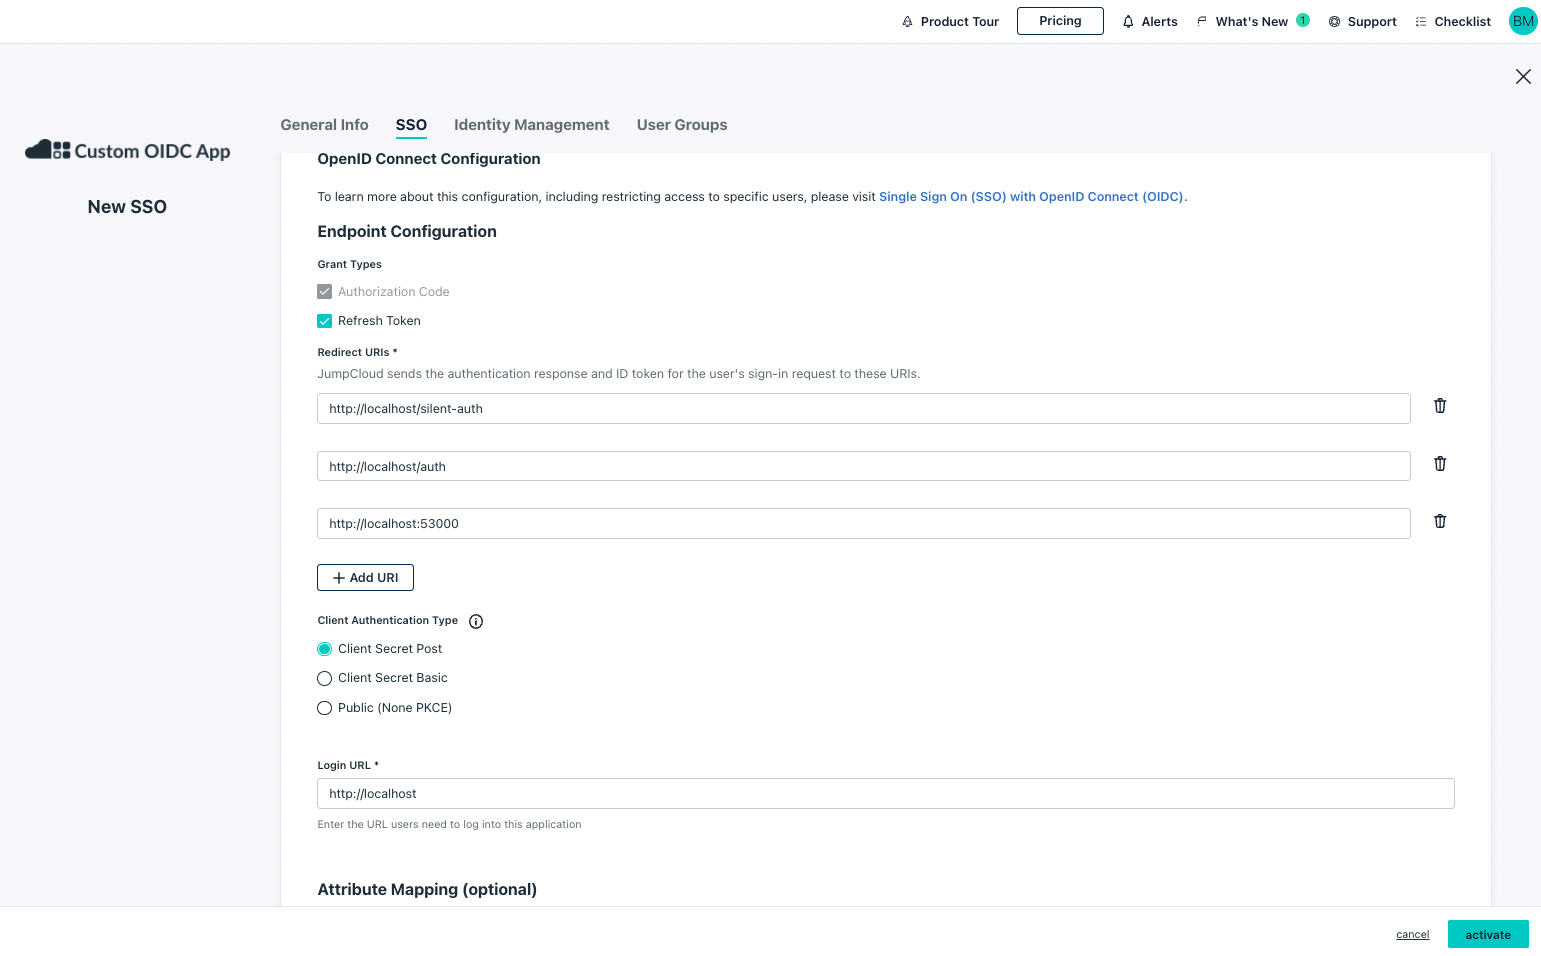 Product Tour
Pricing
Alerts
What's New 1
Support
Checklist
BM
Custom OIDC App
New SSO
General Info
SSO
Identity Management
User Groups
OpenID Connect Configuration
To learn more about this configuration, including restricting access to specific users, please visit Single Sign On (SSO) with OpenID Connect (OIDC).
Endpoint Configuration
Grant Types
Authorization Code
Refresh Token
Redirect URIs *
JumpCloud sends the authentication response and ID token for the user's sign-in request to these URIs.
http://localhost/silent-auth
http://localhost/auth
http://localhost:53000
Add URI
Client Authentication Type
Client Secret Post
Client Secret Basic
Public (None PKCE)
Login URL *
http://localhost
Enter the URL users need to log into this application
Attribute Mapping (optional)
cancel
activate